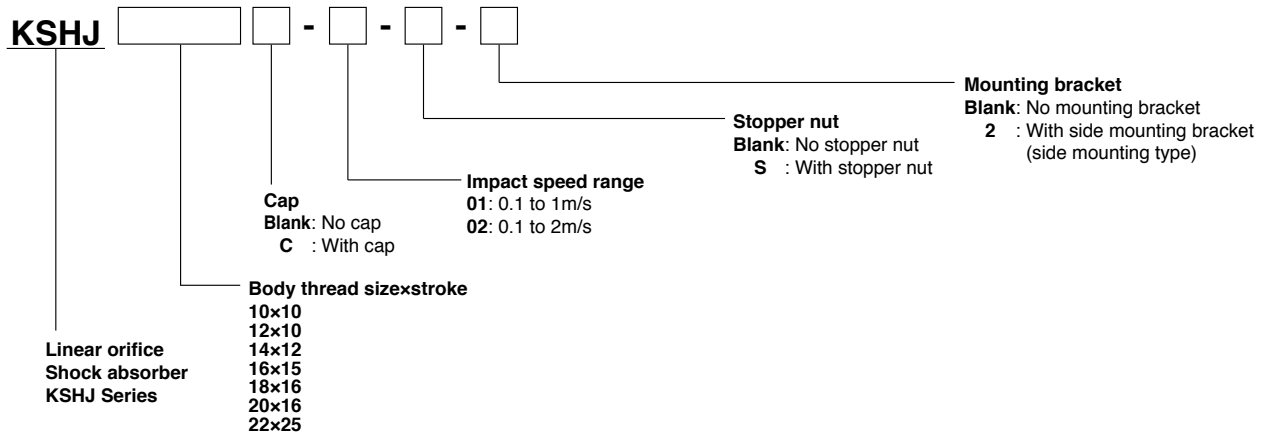 KSHJ - - -
Mounting bracket
Blank: No mounting bracket
2 : With side mounting bracket
(side mounting type)
Stopper nut
Blank: No stopper nut
S : With stopper nut
Impact speed range
01: 0.1 to 1m/s
02: 0.1 to 2m/s
Cap
Blank: No cap
C : With cap
Body thread size×stroke
10×10
12×10
14×12
16×15
18×16
20×16
22×25
Linear orifice
Shock absorber
KSHJ Series